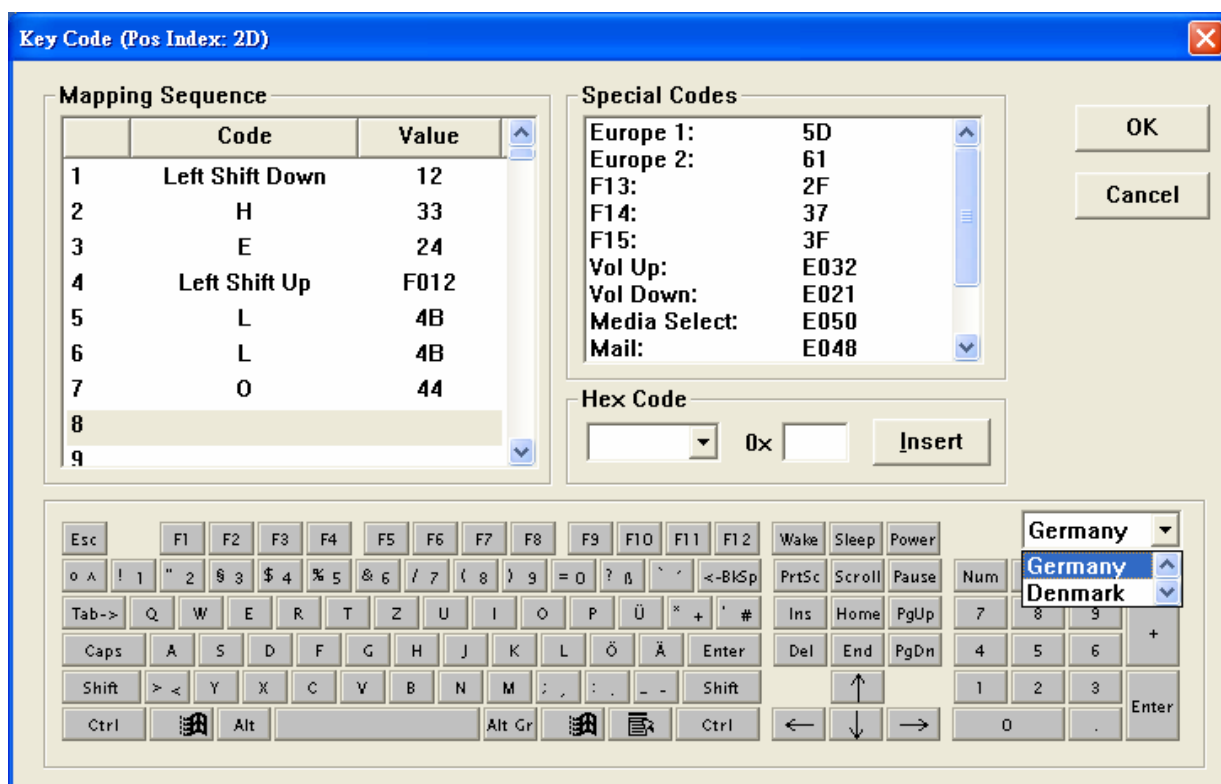 Key Code (Pos Index: 2D)
Mapping Sequence
Code Value
1 Left Shift Down 12
2 H 33
3 E 24
4 Left Shift Up F012
5 L 4B
6 L 4B
7 O 44
8
9
Special Codes
Europe 1: 5D
Europe 2: 61
F13: 2F
F14: 37
F15: 3F
Vol Up: E032
Vol Down: E021
Media Select: E050
Mail: E048
OK
Cancel
Hex Code
0x Insert
Germany
Germany
Denmark
Esc F1 F2 F3 F4 F5 F6 F7 F8 F9 F10 F11 F12 Wake Sleep Power
o ʌ ! 1 " 2 § 3 $ 4 % 5 & 6 / 7 ( 8 ) 9 = 0 ? ß ` ´ <-BkSp PrtSc Scroll Pause Num
Tab-> Q W E R T Z U I O P Ü * + ' # Ins Home PgUp 7 8 9 +
Caps A S D F G H J K L Ö Ä Enter Del End PgDn 4 5 6
Shift > < Y X C V B N M ; , : . _ - Shift ↑ 1 2 3 Enter
Ctrl Alt Alt Gr Ctrl ← ↓ → 0 .